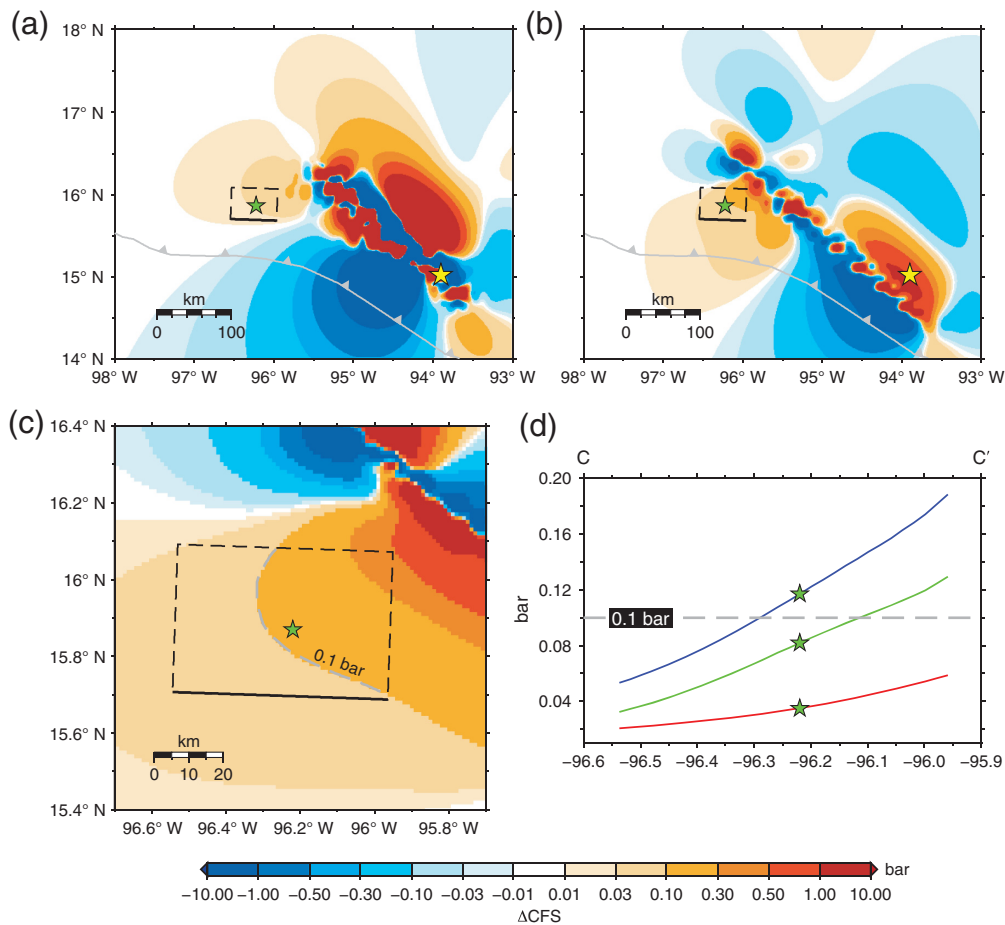 (a)
18° N
17° N
16° N
15° N
14° N
km
0 100
98° W 97° W 96° W 95° W 94° W 93° W
(b)
km
0 100
98° W 97° W 96° W 95° W 94° W 93° W
(c)
16.4° N
16.2° N
16° N
15.8° N
15.6° N
15.4° N
0.1 bar
km
0 10 20
96.6° W 96.4° W 96.2° W 96° W 95.8° W
(d)
C C′
0.20
0.16
0.12
0.08
0.04
bar
0.1 bar
−96.6 −96.5 −96.4 −96.3 −96.2 −96.1 −96.0 −95.9
bar
−10.00 −1.00 −0.50 −0.30 −0.10 −0.03 −0.01 0.01 0.03 0.10 0.30 0.50 1.00 10.00
ΔCFS